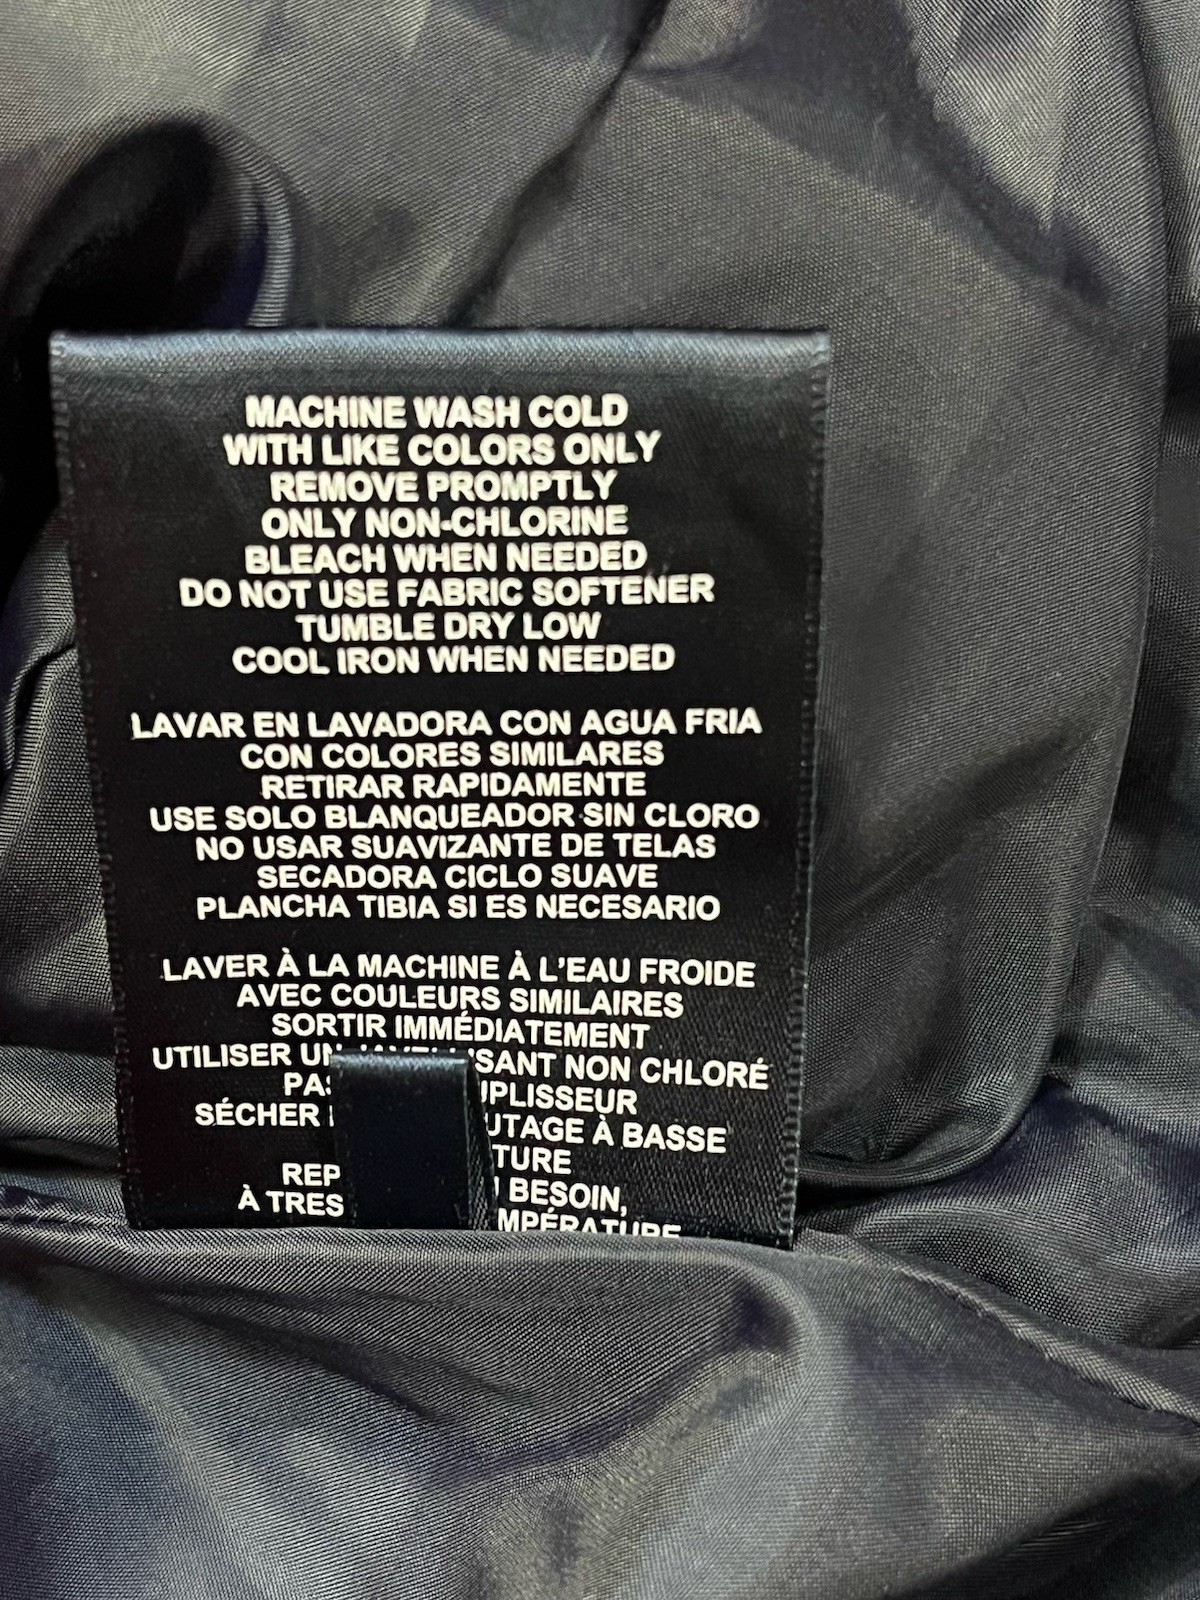 MACHINE WASH COLD
WITH LIKE COLORS ONLY
REMOVE PROMPTLY
ONLY NON-CHLORINE
BLEACH WHEN NEEDED
DO NOT USE FABRIC SOFTENER
TUMBLE DRY LOW
COOL IRON WHEN NEEDED
LAVAR EN LAVADORA CON AGUA FRIA
CON COLORES SIMILARES
RETIRAR RAPIDAMENTE
USE SOLO BLANQUEADOR SIN CLORO
NO USAR SUAVIZANTE DE TELAS
SECADORA CICLO SUAVE
PLANCHA TIBIA SI ES NECESARIO
LAVER À LA MACHINE À L'EAU FROIDE
AVEC COULEURS SIMILAIRES
SORTIR IMMÉDIATEMENT
UTILISER NON CHLORÉ
SÉCHER À BASSE
BESOIN,
À TRES